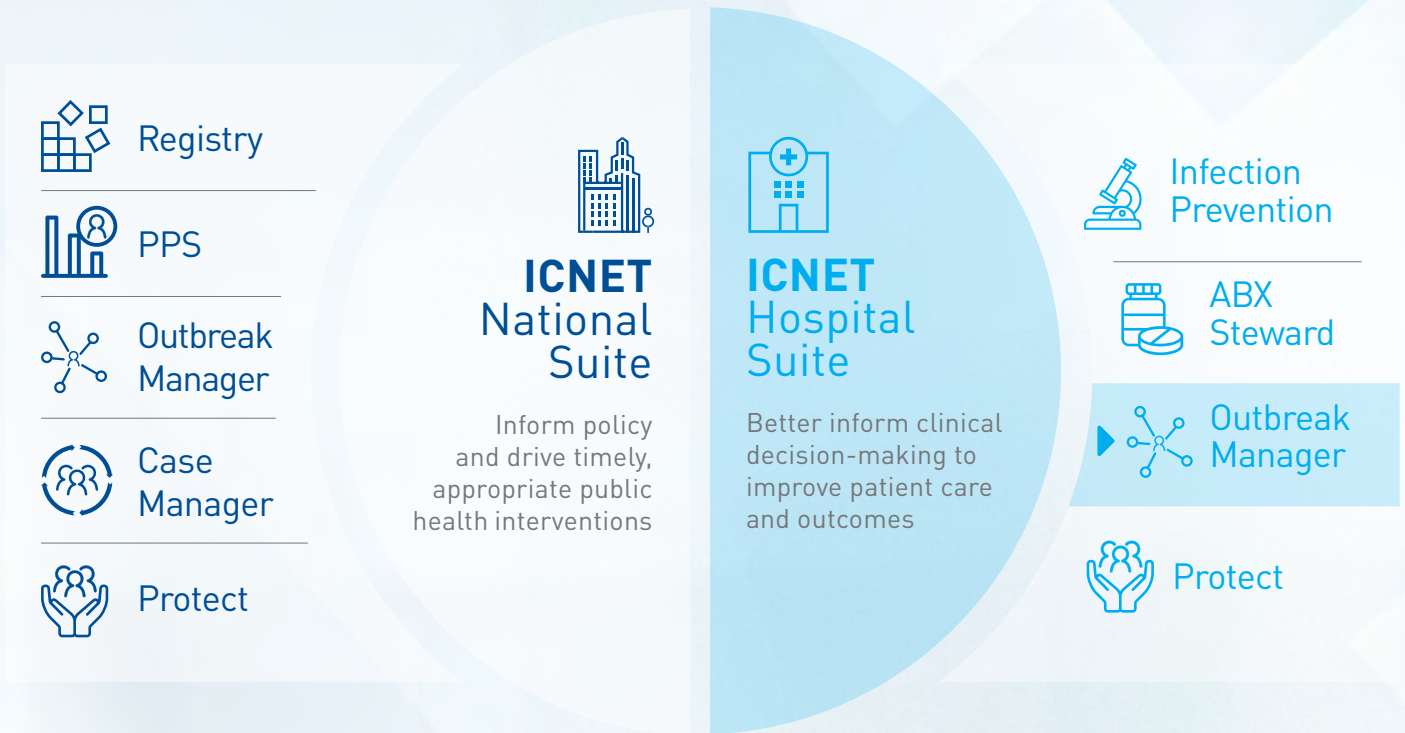 Registry
PPS
Outbreak
Manager
Case
Manager
Protect
ICNET
National
Suite
Inform policy
and drive timely,
appropriate public
health interventions
ICNET
Hospital
Suite
Better inform clinical
decision-making to
improve patient care
and outcomes
Infection
Prevention
ABX
Steward
Outbreak
Manager
Protect